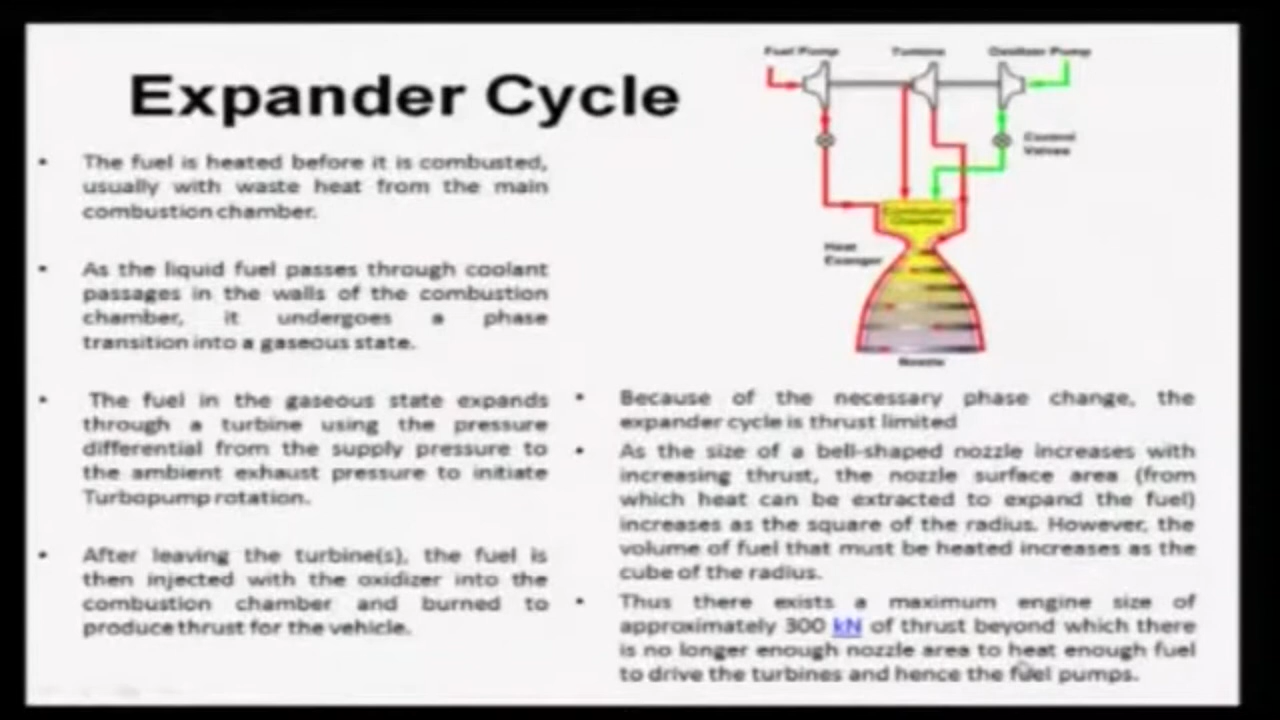 Expander Cycle
• The fuel is heated before it is combusted,
usually with waste heat from the main
combustion chamber.
• As the liquid fuel passes through coolant
passages in the walls of the combustion
chamber, it undergoes a phase
transition into a gaseous state.
• The fuel in the gaseous state expands
through a turbine using the pressure
differential from the supply pressure to
the ambient exhaust pressure to initiate
Turbopump rotation.
• After leaving the turbine(s), the fuel is
then injected with the oxidizer into the
combustion chamber and burned to
produce thrust for the vehicle.
Fuel Pump
Turbine
Oxidizer Pump
Control
Valves
Combustion
Chamber
Heat
Exanger
Nozzle
• Because of the necessary phase change, the
expander cycle is thrust limited
• As the size of a bell-shaped nozzle increases with
increasing thrust, the nozzle surface area (from
which heat can be extracted to expand the fuel)
increases as the square of the radius. However, the
volume of fuel that must be heated increases as the
cube of the radius.
• Thus there exists a maximum engine size of
approximately 300 kN of thrust beyond which there
is no longer enough nozzle area to heat enough fuel
to drive the turbines and hence the fuel pumps.